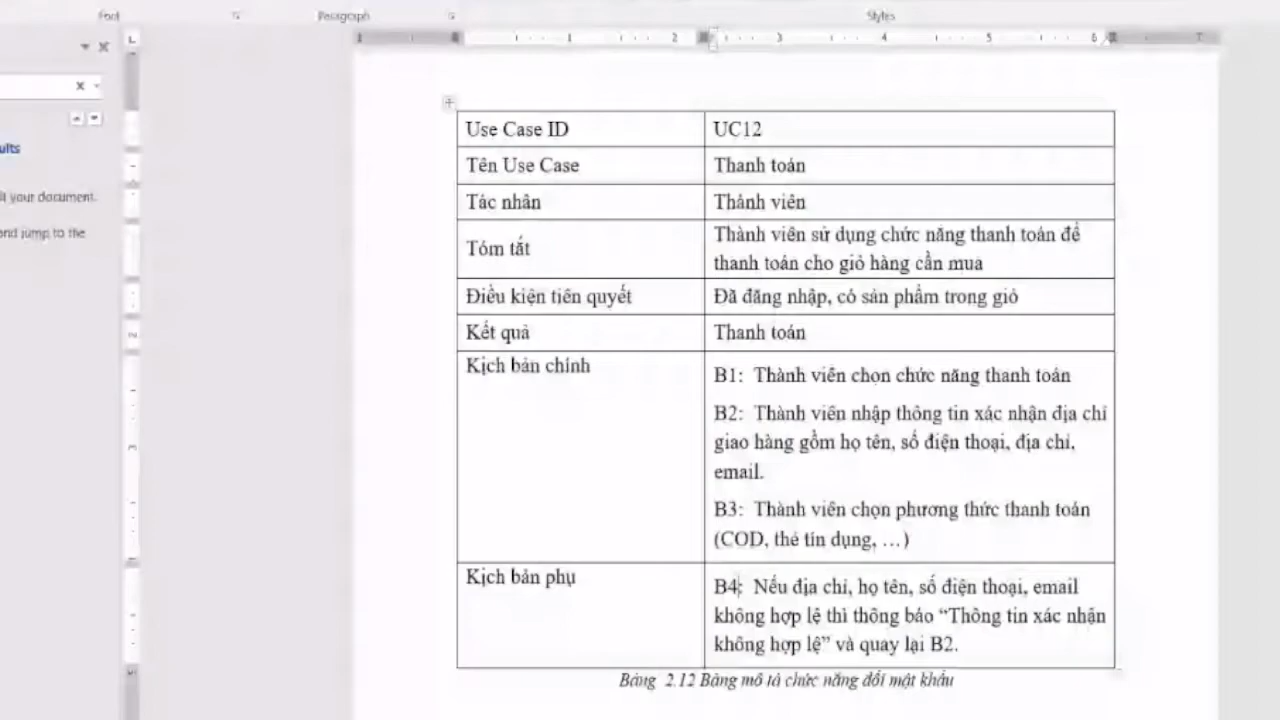 Font
Paragraph
Styles
ults
ll your document.
and jump to the
Use Case ID
UC12
Tên Use Case
Thanh toán
Tác nhân
Thành viên
Tóm tắt
Thành viên sử dụng chức năng thanh toán để
thanh toán cho giỏ hàng cần mua
Điều kiện tiên quyết
Đã đăng nhập, có sản phẩm trong giỏ
Kết quả
Thanh toán
Kịch bản chính
B1: Thành viên chọn chức năng thanh toán
B2: Thành viên nhập thông tin xác nhận địa chỉ
giao hàng gồm họ tên, số điện thoại, địa chỉ,
email.
B3: Thành viên chọn phương thức thanh toán
(COD, thẻ tín dụng, …)
Kịch bản phụ
B4: Nếu địa chỉ, họ tên, số điện thoại, email
không hợp lệ thì thông báo “Thông tin xác nhận
không hợp lệ” và quay lại B2.
Bảng 2.12 Bảng mô tả chức năng đổi mật khẩu